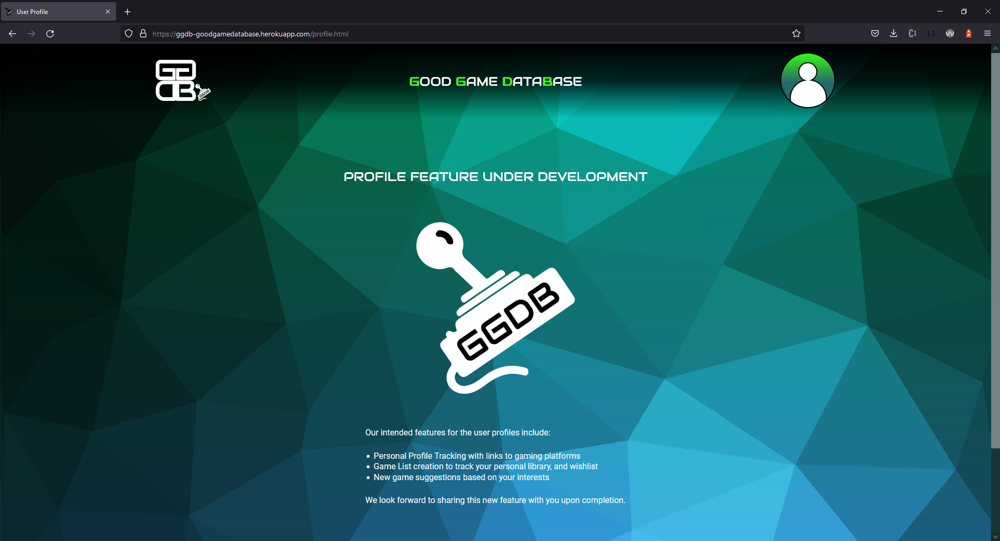 User Profile
https://ggdb-goodgamedatabase.herokuapp.com/profile.html
GG
DB
GGDB
GOOD GAME DATABASE
PROFILE FEATURE UNDER DEVELOPMENT
GGDB
Our intended features for the user profiles include:
• Personal Profile Tracking with links to gaming platforms
• Game List creation to track your personal library, and wishlist
• New game suggestions based on your interests
We look forward to sharing this new feature with you upon completion.